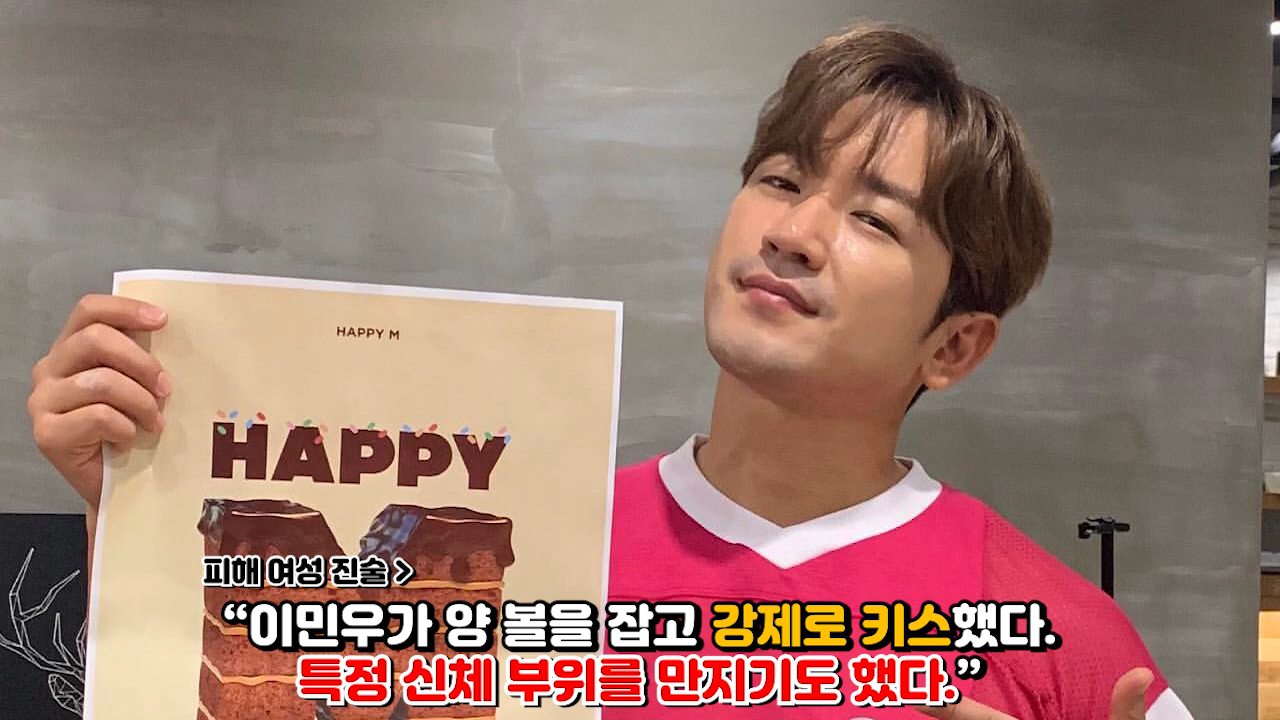 HAPPY M
HAPPY
피해 여성 진술 >
“이민우가 양 볼을 잡고 강제로 키스했다.
특정 신체 부위를 만지기도 했다.”